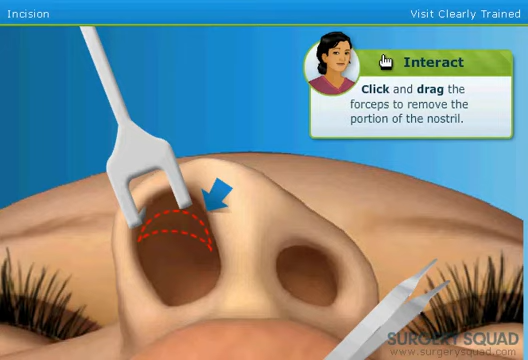 Incision
Visit Clearly Trained
Interact
Click and drag the
forceps to remove the
portion of the nostril.
SURGERY SQUAD
www.surgerysquad.com